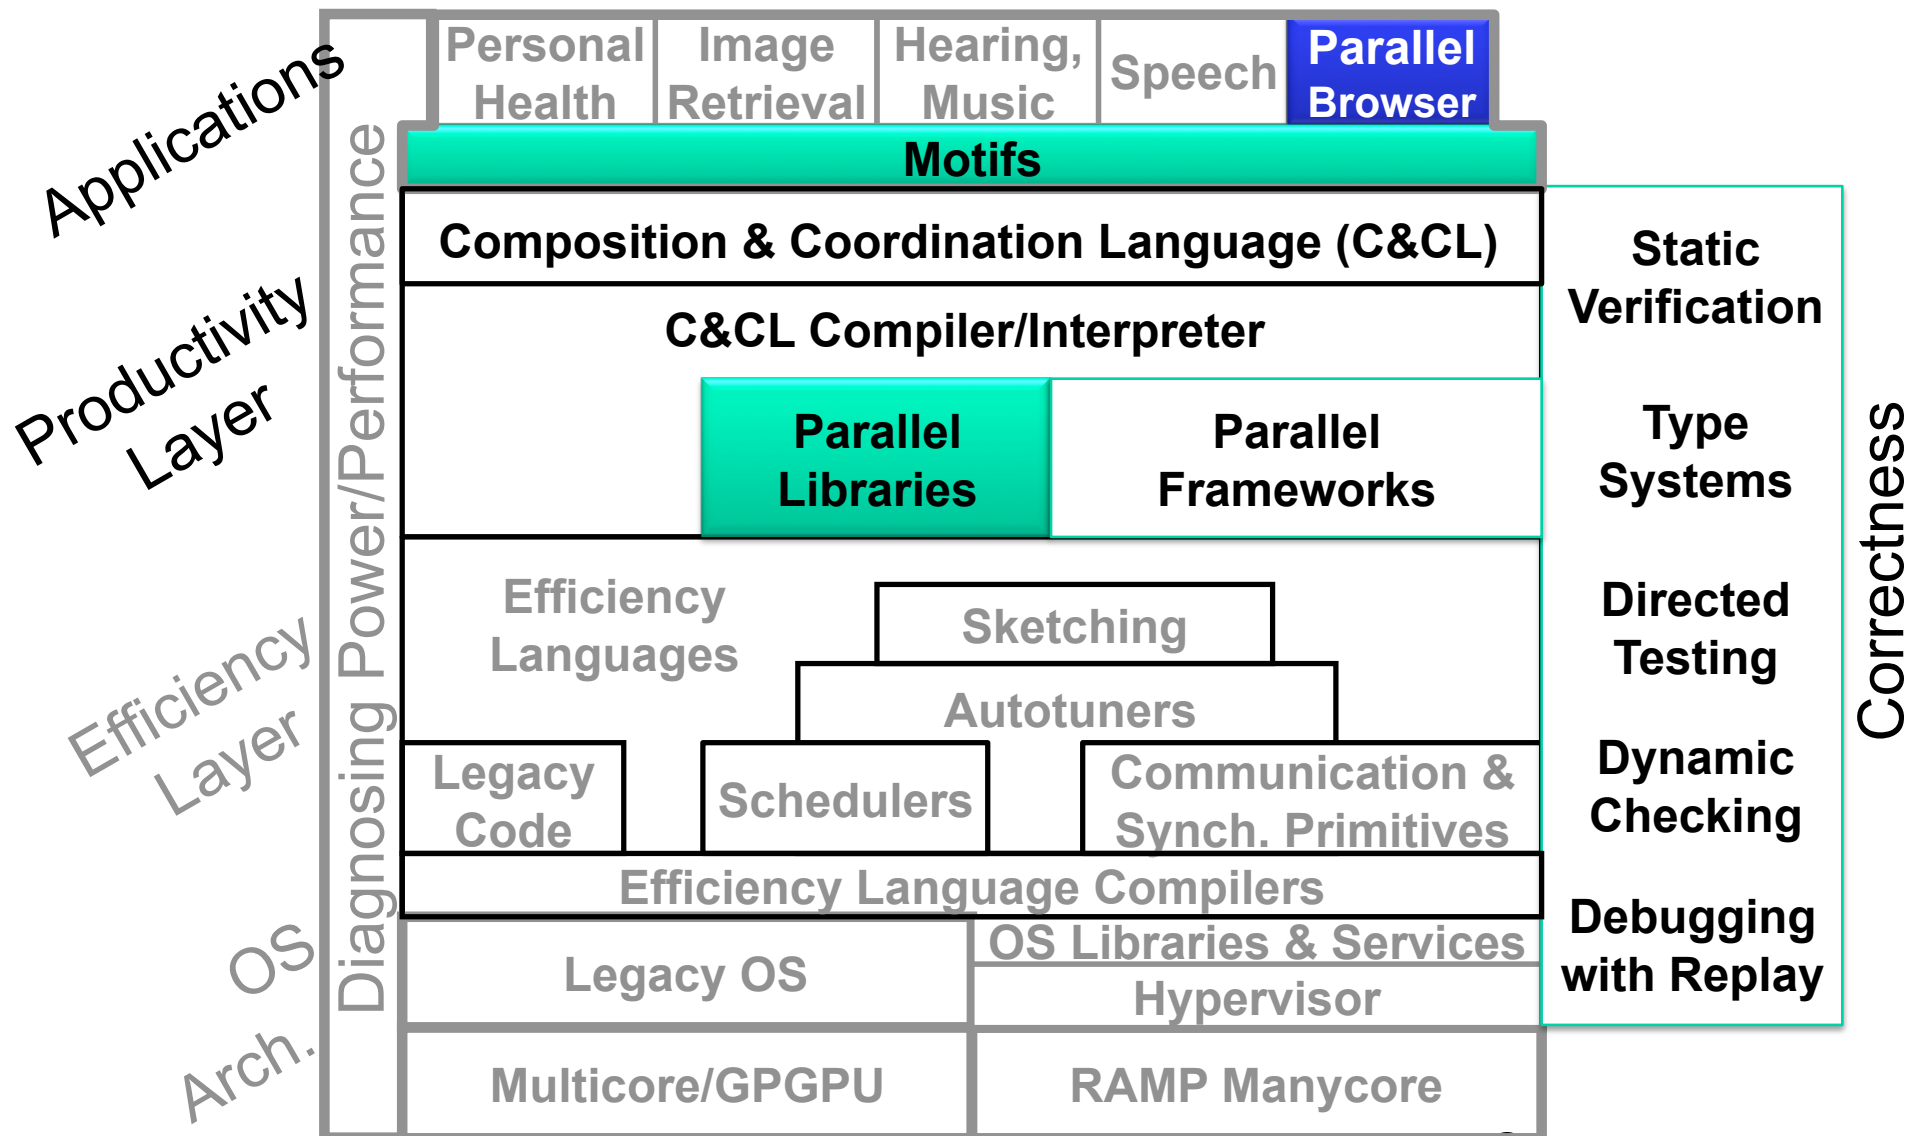 Applications
Productivity
Layer
Efficiency
Layer
OS
Arch.
Diagnosing Power/Performance
Personal
Health
Image
Retrieval
Hearing,
Music
Speech
Parallel
Browser
Motifs
Composition & Coordination Language (C&CL)
C&CL Compiler/Interpreter
Parallel
Libraries
Parallel
Frameworks
Efficiency
Languages
Sketching
Autotuners
Legacy
Code
Schedulers
Communication &
Synch. Primitives
Efficiency Language Compilers
Legacy OS
OS Libraries & Services
Hypervisor
Multicore/GPGPU
RAMP Manycore
Static
Verification
Type
Systems
Directed
Testing
Dynamic
Checking
Debugging
with Replay
Correctness